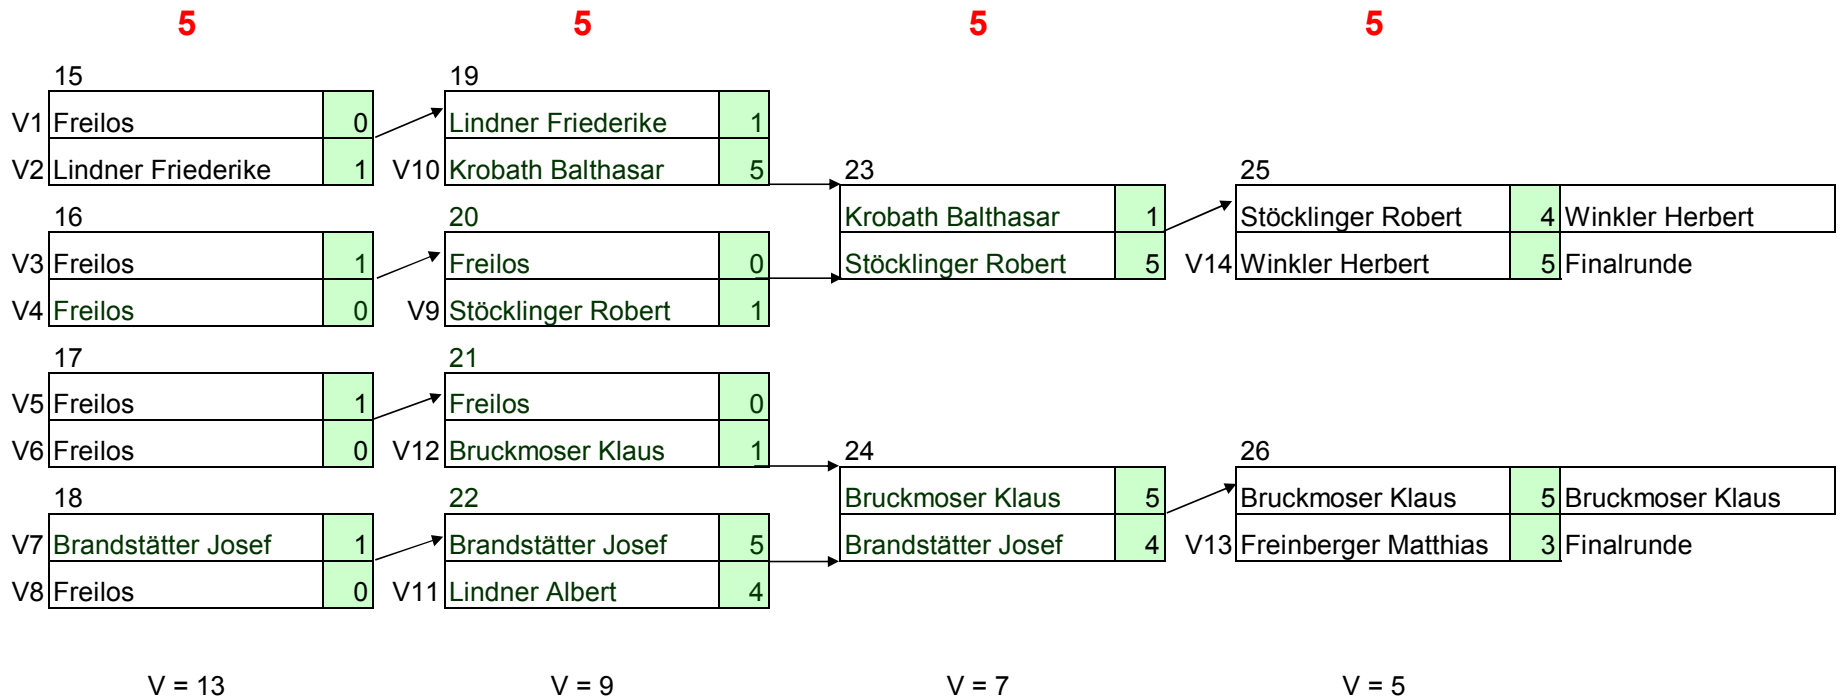 5 5 5 5
15 19
V1 Freilos 0 Lindner Friederike 1
V2 Lindner Friederike 1 V10 Krobath Balthasar 5 23 25
16 20 Krobath Balthasar 1 Stöcklinger Robert 4 Winkler Herbert
V3 Freilos 1 Freilos 0 Stöcklinger Robert 5 V14 Winkler Herbert 5 Finalrunde
V4 Freilos 0 V9 Stöcklinger Robert 1
17 21
V5 Freilos 1 Freilos 0
V6 Freilos 0 V12 Bruckmoser Klaus 1 24 26
18 22 Bruckmoser Klaus 5 Bruckmoser Klaus 5 Bruckmoser Klaus
V7 Brandstätter Josef 1 Brandstätter Josef 5 Brandstätter Josef 4 V13 Freinberger Matthias 3 Finalrunde
V8 Freilos 0 V11 Lindner Albert 4
V = 13 V = 9 V = 7 V = 5